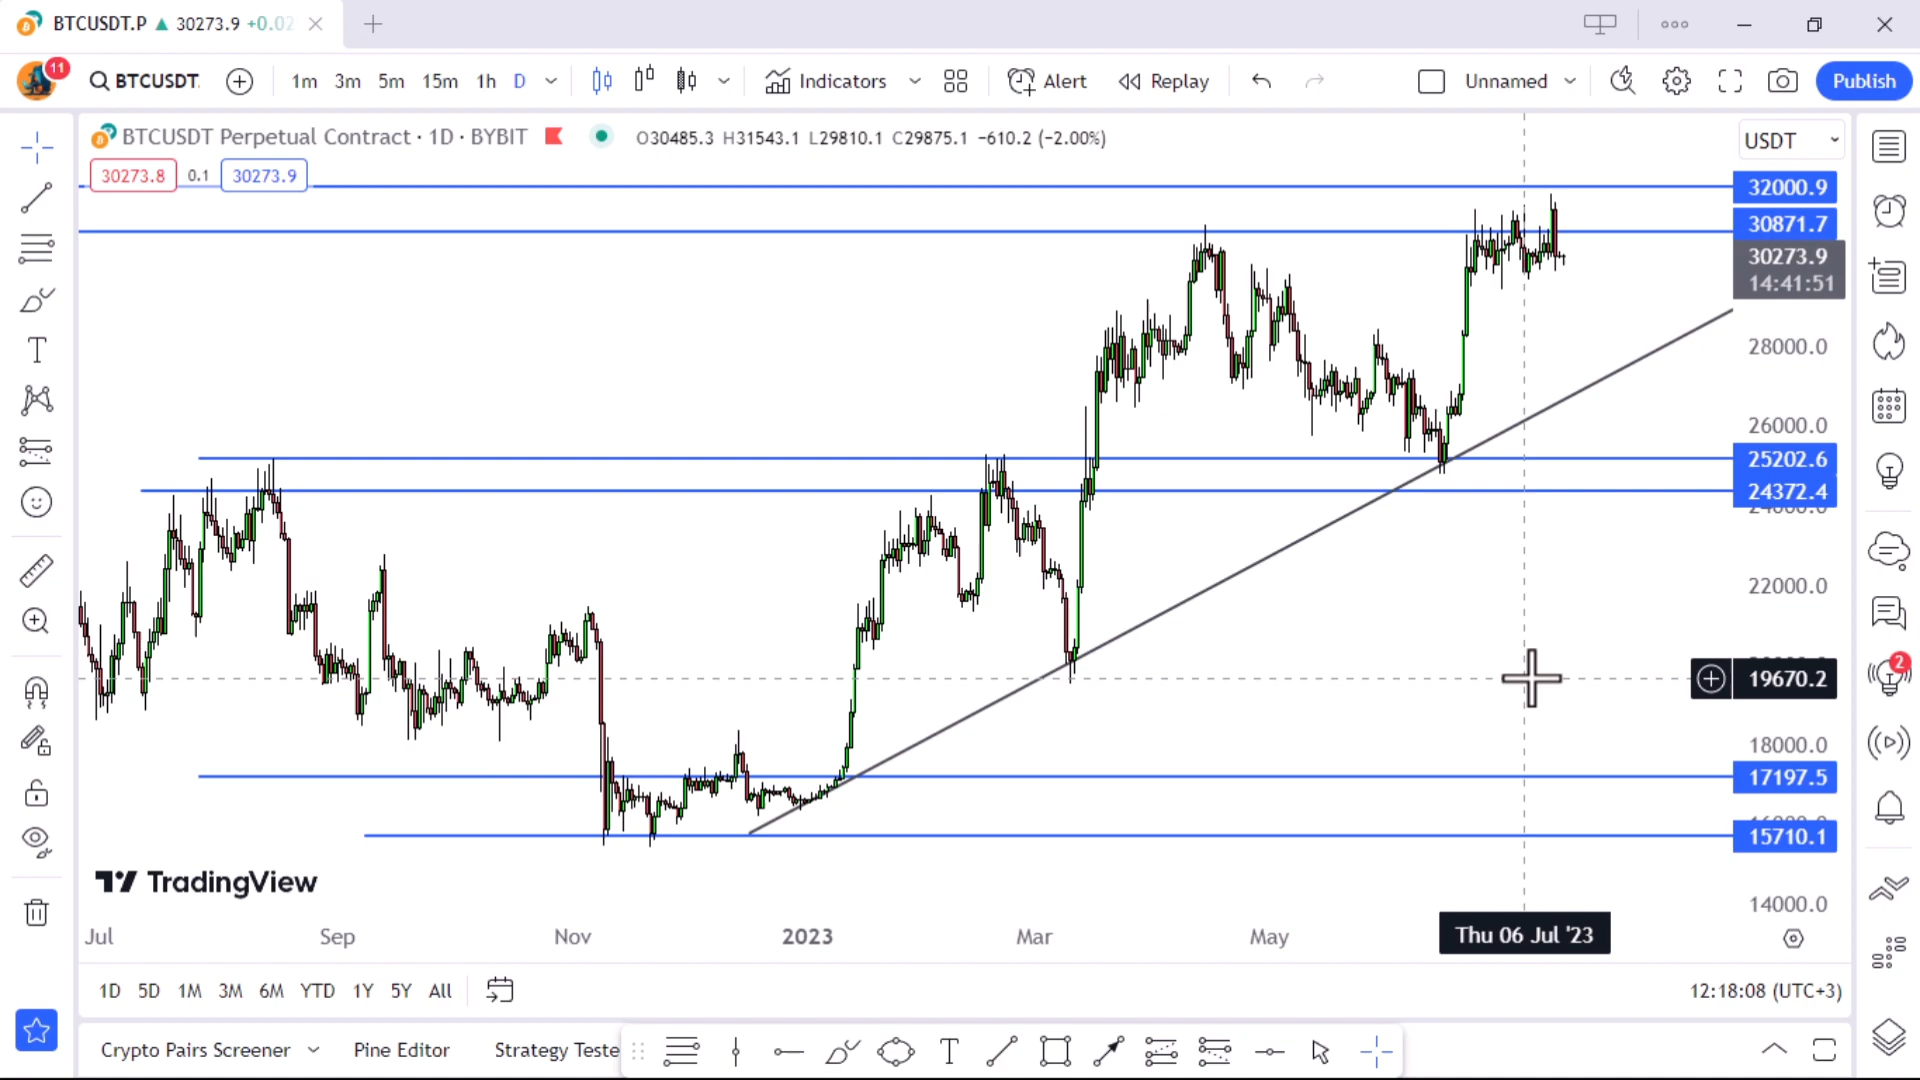 BTCUSDT.P ▲ 30273.9 +0.02
11
BTCUSDT.
1m 3m 5m 15m 1h D
Indicators
Alert
Replay
Unnamed
Publish
BTCUSDT Perpetual Contract · 1D · BYBIT
O30485.3 H31543.1 L29810.1 C29875.1 −610.2 (−2.00%)
USDT
30273.8 0.1 30273.9
32000.9
30871.7
30273.9
14:41:51
28000.0
26000.0
25202.6
24372.4
24000.0
22000.0
19670.2
2
18000.0
17197.5
15710.1
TradingView
14000.0
Jul Sep Nov 2023 Mar May Thu 06 Jul '23
1D 5D 1M 3M 6M YTD 1Y 5Y All
12:18:08 (UTC+3)
Crypto Pairs Screener Pine Editor Strategy Teste